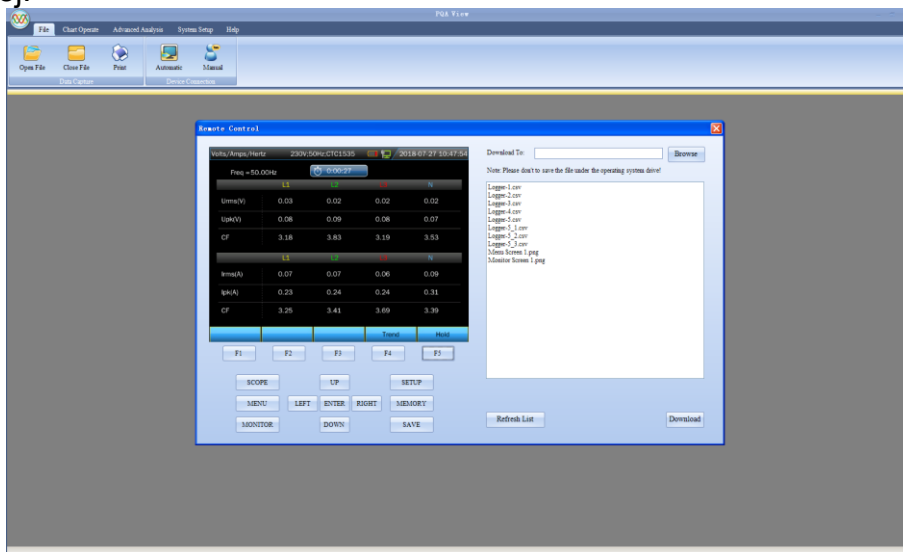 PQA View
File Chart Operate Advanced Analysis System Setup Help
Open File Close File Print Automatic Manual
Data Capture Device Connection
Remote Control
Volts/Amps/Hertz 230V;50Hz;CTC1535 2018-07-27 10:47:54
Freq =50.00Hz 0:00:27
L1 L2 L3 N
Urms(V) 0.03 0.02 0.02 0.02
Upk(V) 0.08 0.09 0.08 0.07
CF 3.18 3.83 3.19 3.53
L1 L2 L3 N
Irms(A) 0.07 0.07 0.06 0.09
Ipk(A) 0.23 0.24 0.24 0.31
CF 3.25 3.41 3.69 3.39
Trend Hold
F1 F2 F3 F4 F5
SCOPE UP SETUP
MENU LEFT ENTER RIGHT MEMORY
MONITOR DOWN SAVE
Download To: Browse
Note: Please don't to save the file under the operating system drive!
Logger-1.csv
Logger-2.csv
Logger-3.csv
Logger-4.csv
Logger-5.csv
Logger-5_1.csv
Logger-5_2.csv
Logger-5_3.csv
Menu Screen 1.png
Monitor Screen 1.png
Refresh List Download